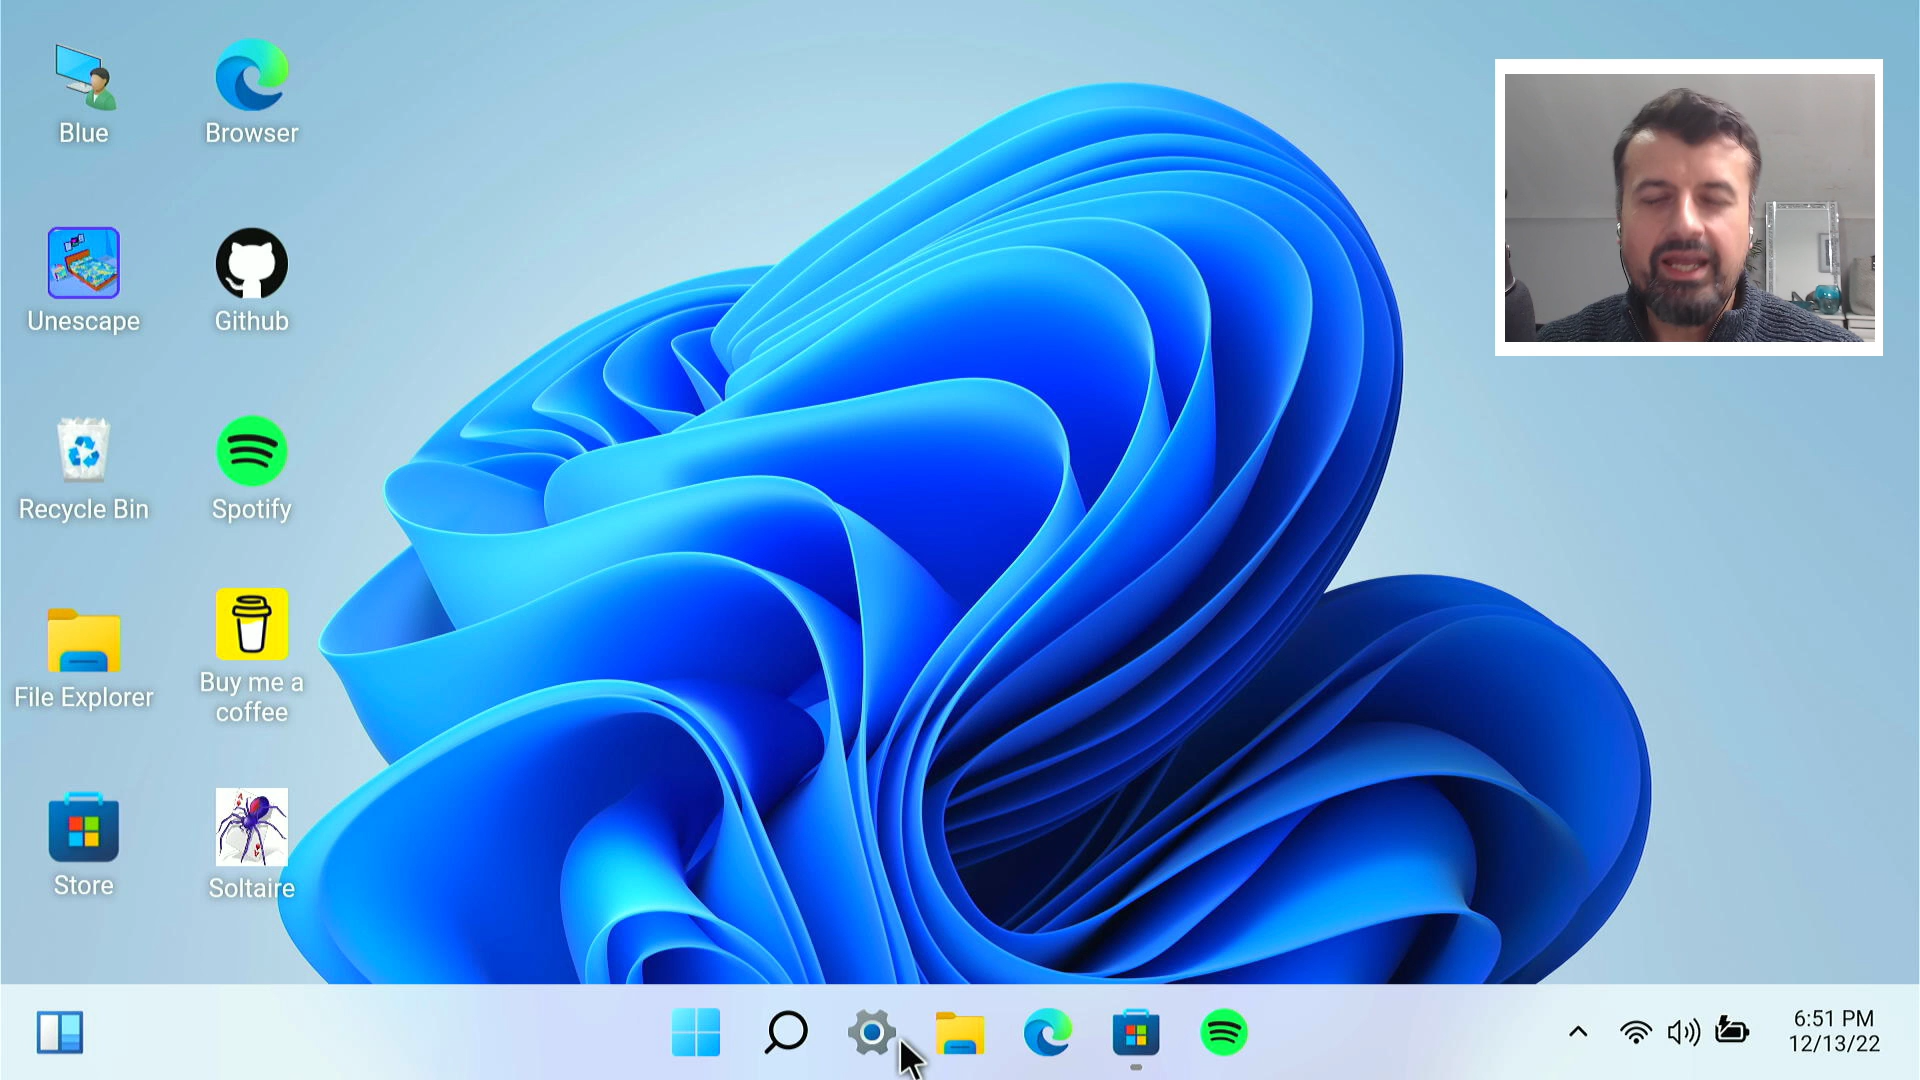 Blue
Browser
Unescape
Github
Recycle Bin
Spotify
File Explorer
Buy me a
coffee
Store
Soltaire
6:51 PM
12/13/22